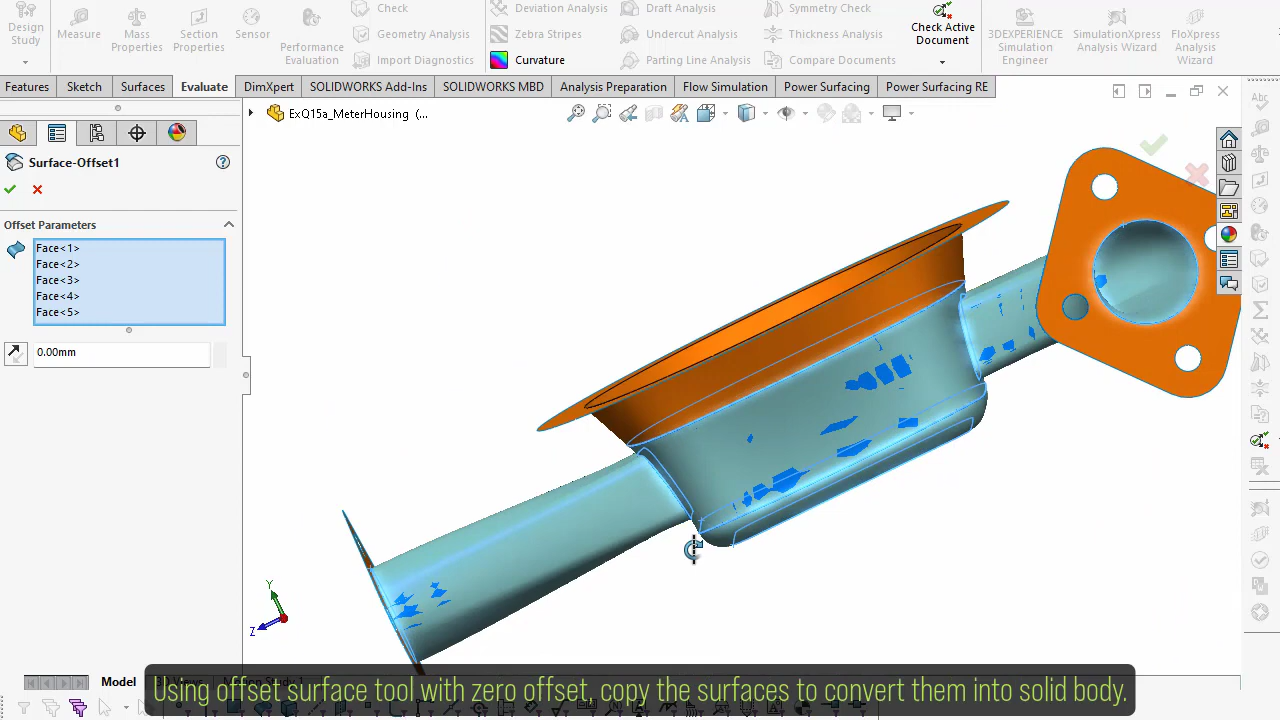 Design
Study
Measure
Mass
Properties
Section
Properties
Sensor
Performance
Evaluation
Check
Geometry Analysis
Import Diagnostics
Deviation Analysis
Zebra Stripes
Curvature
Draft Analysis
Undercut Analysis
Parting Line Analysis
Symmetry Check
Thickness Analysis
Compare Documents
Check Active
Document
3DEXPERIENCE
Simulation
Engineer
SimulationXpress
Analysis Wizard
FloXpress
Analysis
Wizard
Features Sketch Surfaces Evaluate DimXpert SOLIDWORKS Add-Ins SOLIDWORKS MBD Analysis Preparation Flow Simulation Power Surfacing Power Surfacing RE
ExQ15a_MeterHousing (...
Surface-Offset1
Offset Parameters
Face<1>
Face<2>
Face<3>
Face<4>
Face<5>
0.00mm
Y
Z
Abc
Model
Using offset surface tool with zero offset, copy the surfaces to convert them into solid body.